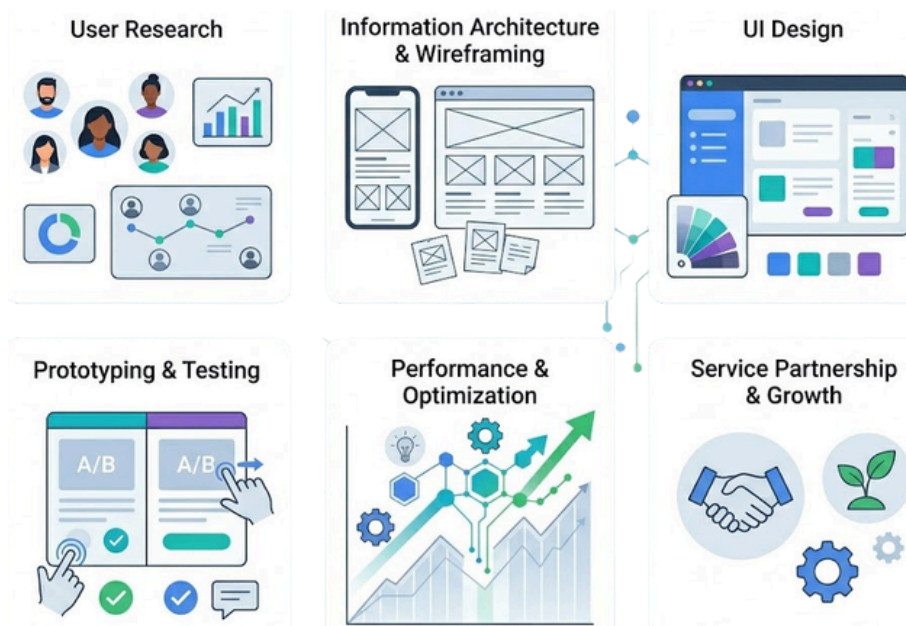 User Research
Information Architecture
& Wireframing
UI Design
Prototyping & Testing
A/B
A/B
Performance &
Optimization
Service Partnership
& Growth